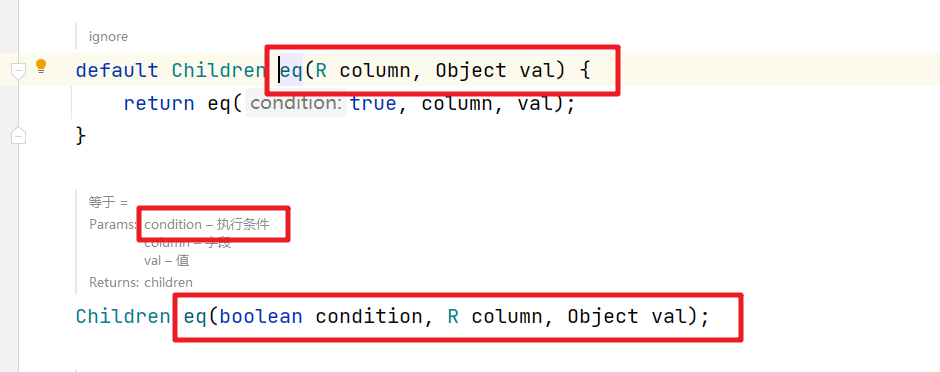 ignore
default Children eq(R column, Object val) {
return eq( condition: true, column, val);
}
等于 =
Params: condition – 执行条件
column – 字段
val – 值
Returns: children
Children eq(boolean condition, R column, Object val);